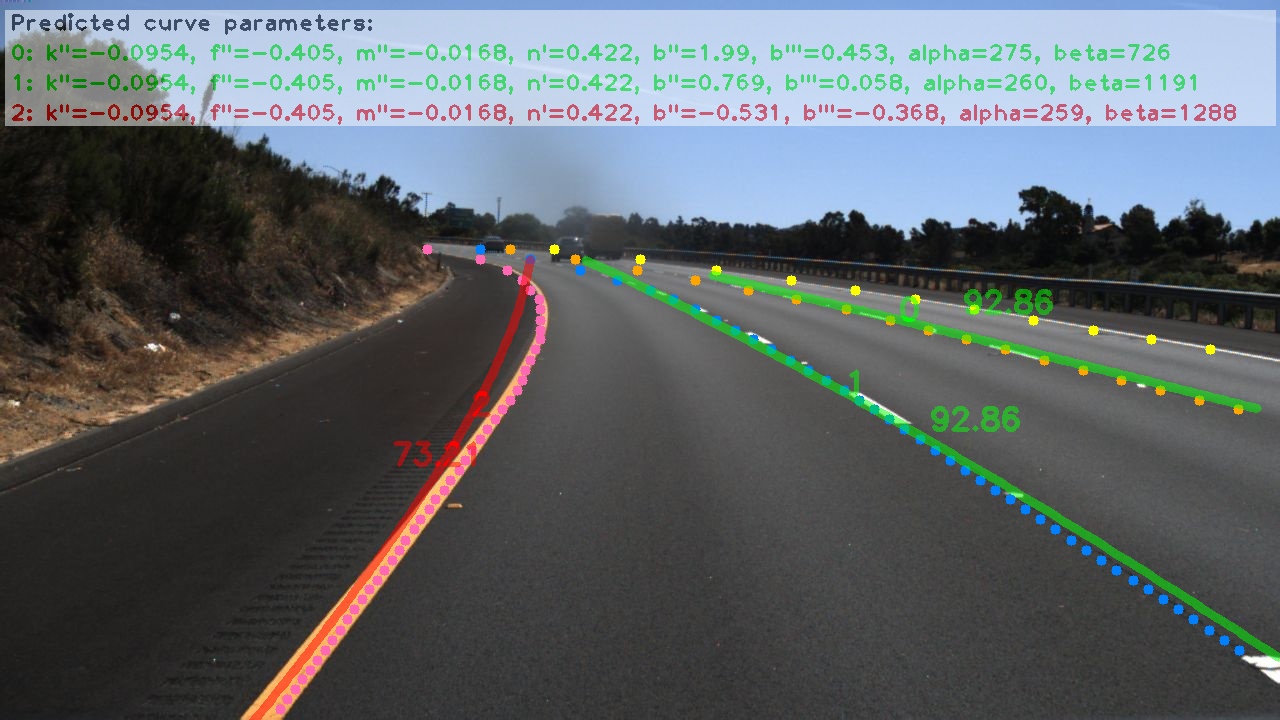 Predicted curve parameters:
0: k''=-0.0954, f''=-0.405, m''=-0.0168, n'=0.422, b''=1.99, b'''=0.453, alpha=275, beta=726
1: k''=-0.0954, f''=-0.405, m''=-0.0168, n'=0.422, b''=0.769, b'''=0.058, alpha=260, beta=1191
2: k''=-0.0954, f''=-0.405, m''=-0.0168, n'=0.422, b''=-0.531, b'''=-0.368, alpha=259, beta=1288
0 92.86
1
92.86
2